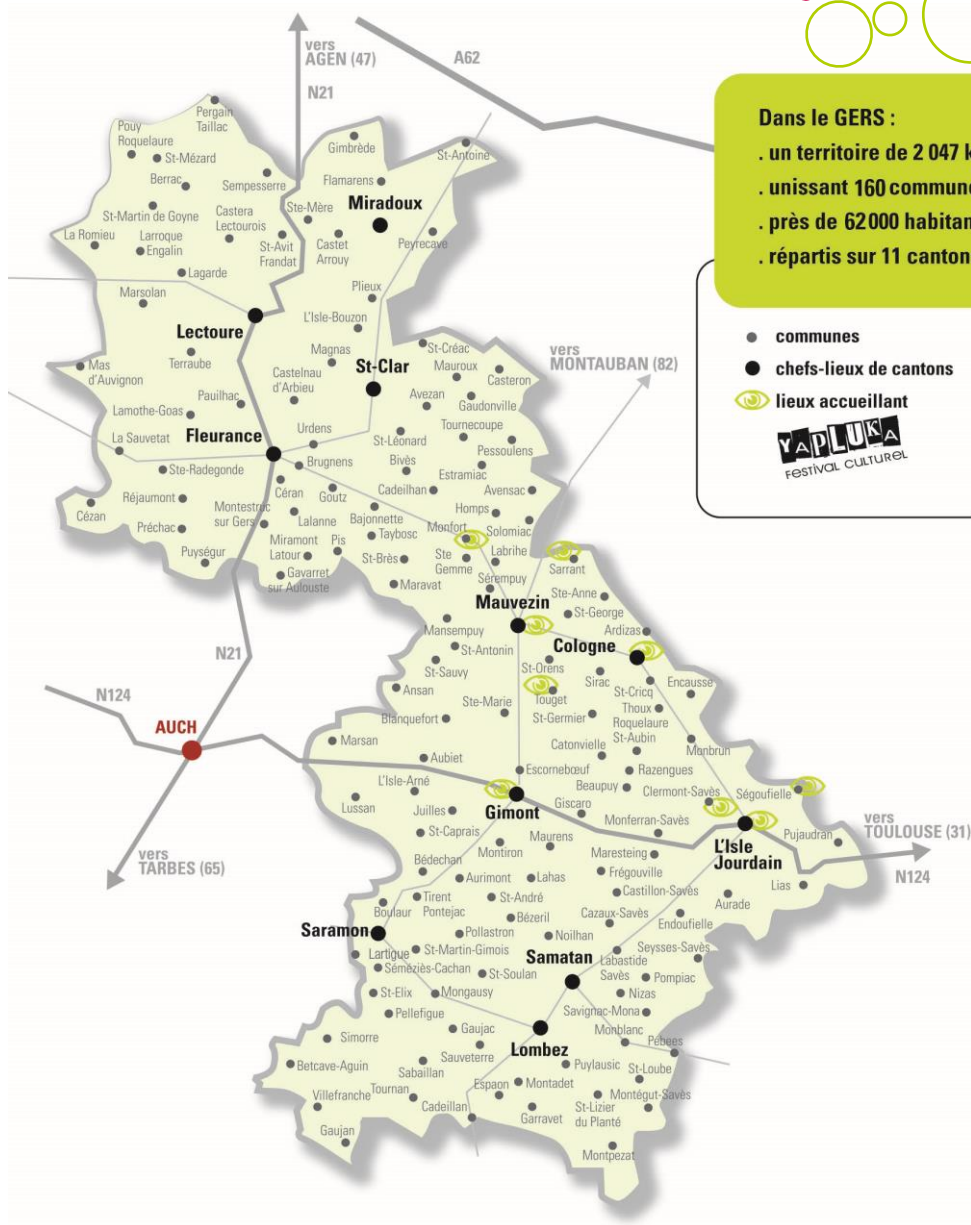 vers
AGEN (47)
N21
A62
Dans le GERS :
. un territoire de 2 047 k
. unissant 160 commune
. près de 62000 habitan
. répartis sur 11 canton
communes
chefs-lieux de cantons
lieux accueillant
YAPLUKA
FESTIVAL CULTUREL
Pergain
Taillac
Pouy
Roquelaure
St-Mézard
Berrac
Sempesserre
Gimbrède
St-Antoine
Flamarens
Miradoux
St-Martin de Goyne
Castera
Lectourois
Ste-Mère
La Romieu
Larroque
Engalin
St-Avit
Frandat
Castet
Arrouy
Peyrecave
Lagarde
Marsolan
Plieux
L'Isle-Bouzon
Lectoure
Magnas
St-Créac
vers
MONTAUBAN (82)
Mas
d'Auvignon
Terraube
St-Clar
Mauroux
Casteron
Castelnau
d'Arbieu
Pauilhac
Avezan
Gaudonville
Lamothe-Goas
Tournecoupe
Urdens
La Sauvetat
Fleurance
St-Léonard
Pessoulens
Brugnens
Bivès
Estramiac
Ste-Radegonde
Céran
Goutz
Cadeilhan
Avensac
Réjaumont
Montestruc
sur Gers
Lalanne
Bajonnette
Homps
Cézan
Préchac
Taybosc
Monfort
Solomiac
Miramont
Latour
Pis
Puységur
St-Brès
Ste
Gemme
Labrihe
Sarrant
Gavarret
sur Aulouste
Maravat
Sérempuy
Ste-Anne
Mauvezin
St-George
Mansempuy
Ardizas
St-Antonin
Cologne
N21
St-Sauvy
St-Orens
Sirac
St-Cricq
Encausse
N124
Ansan
Ste-Marie
Touget
Thoux
Blanquefort
St-Germier
Roquelaure
St-Aubin
AUCH
Marsan
Catonvielle
Monbrun
Aubiet
Escornebœuf
Razengues
L'Isle-Arné
Beaupuy
Clermont-Savès
Ségoufielle
Lussan
Juilles
Gimont
Giscaro
Monferran-Savès
St-Caprais
Maurens
L'Isle
Jourdain
Pujaudran
vers
TOULOUSE (31)
N124
vers
TARBES (65)
Bédechan
Montiron
Maresteing
Aurimont
Lahas
Frégouville
Lias
Tirent
Pontejac
St-André
Castillon-Savès
Aurade
Boulaur
Bézeril
Cazaux-Savès
Endoufielle
Saramon
Pollastron
Noilhan
Lartigue
St-Martin-Gimois
Samatan
Labastide
Savès
Seysses-Savès
Séméziès-Cachan
St-Soulan
Pompiac
St-Elix
Mongausy
Nizas
Pellefigue
Savignac-Mona
Simorre
Gaujac
Lombez
Monblanc
Pébées
Betcave-Aguin
Sauveterre
Sabaillan
Puylausic
St-Loube
Villefranche
Tournan
Espaon
Montadet
Montégut-Savès
Cadeillan
Garravet
St-Lizier
du Planté
Gaujan
Montpezat